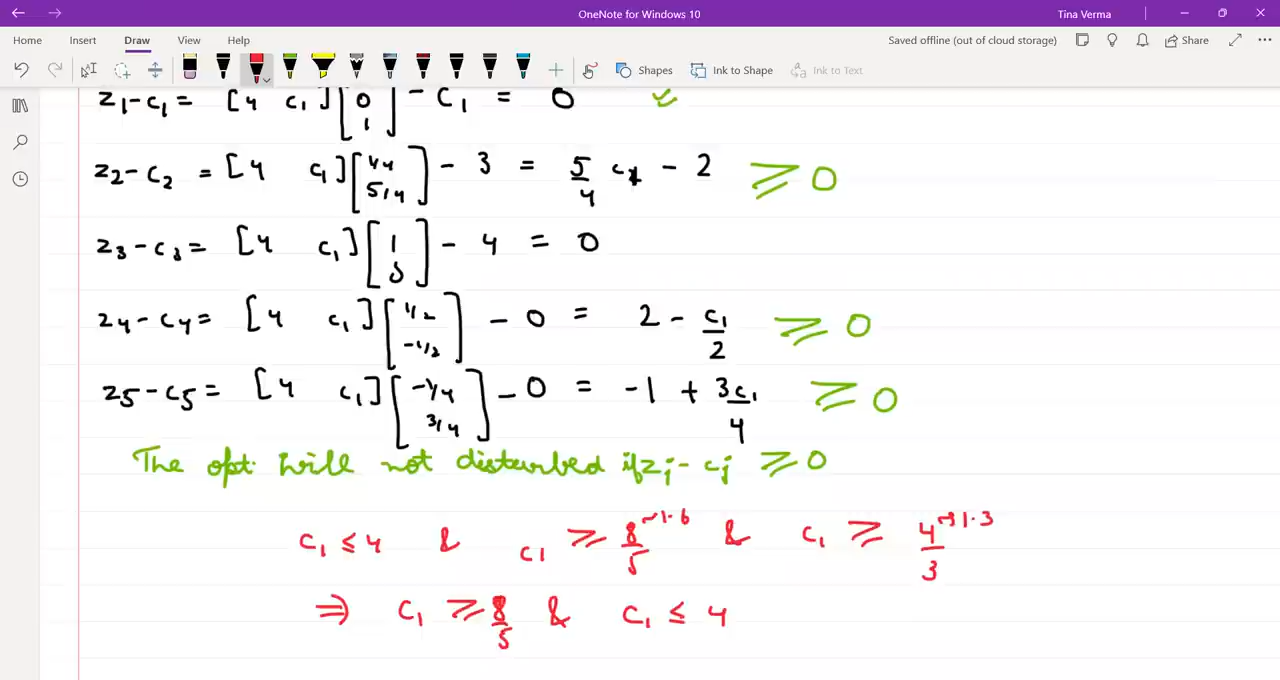 OneNote for Windows 10
Tina Verma
Home Insert Draw View Help
Saved offline (out of cloud storage)
Share
Shapes Ink to Shape Ink to Text
z1-c1= [4 c1] [0 1] - c1 = 0
z2-c2 = [4 c1] [1/4 5/4] - 3 = 5/4 c1 - 2 ≥ 0
z3-c3= [4 c1] [1 0] - 4 = 0
z4-c4= [4 c1] [1/2 -1/2] - 0 = 2 - c1/2 ≥ 0
z5-c5= [4 c1] [-1/4 3/4] - 0 = -1 + 3c1/4 ≥ 0
The opt. will not disturbed if zj-cj ≥ 0
c1 ≤ 4 & c1 ≥ 8/5 ~1.6 & c1 ≥ 4/3 ~1.3
⇒ c1 ≥ 8/5 & c1 ≤ 4